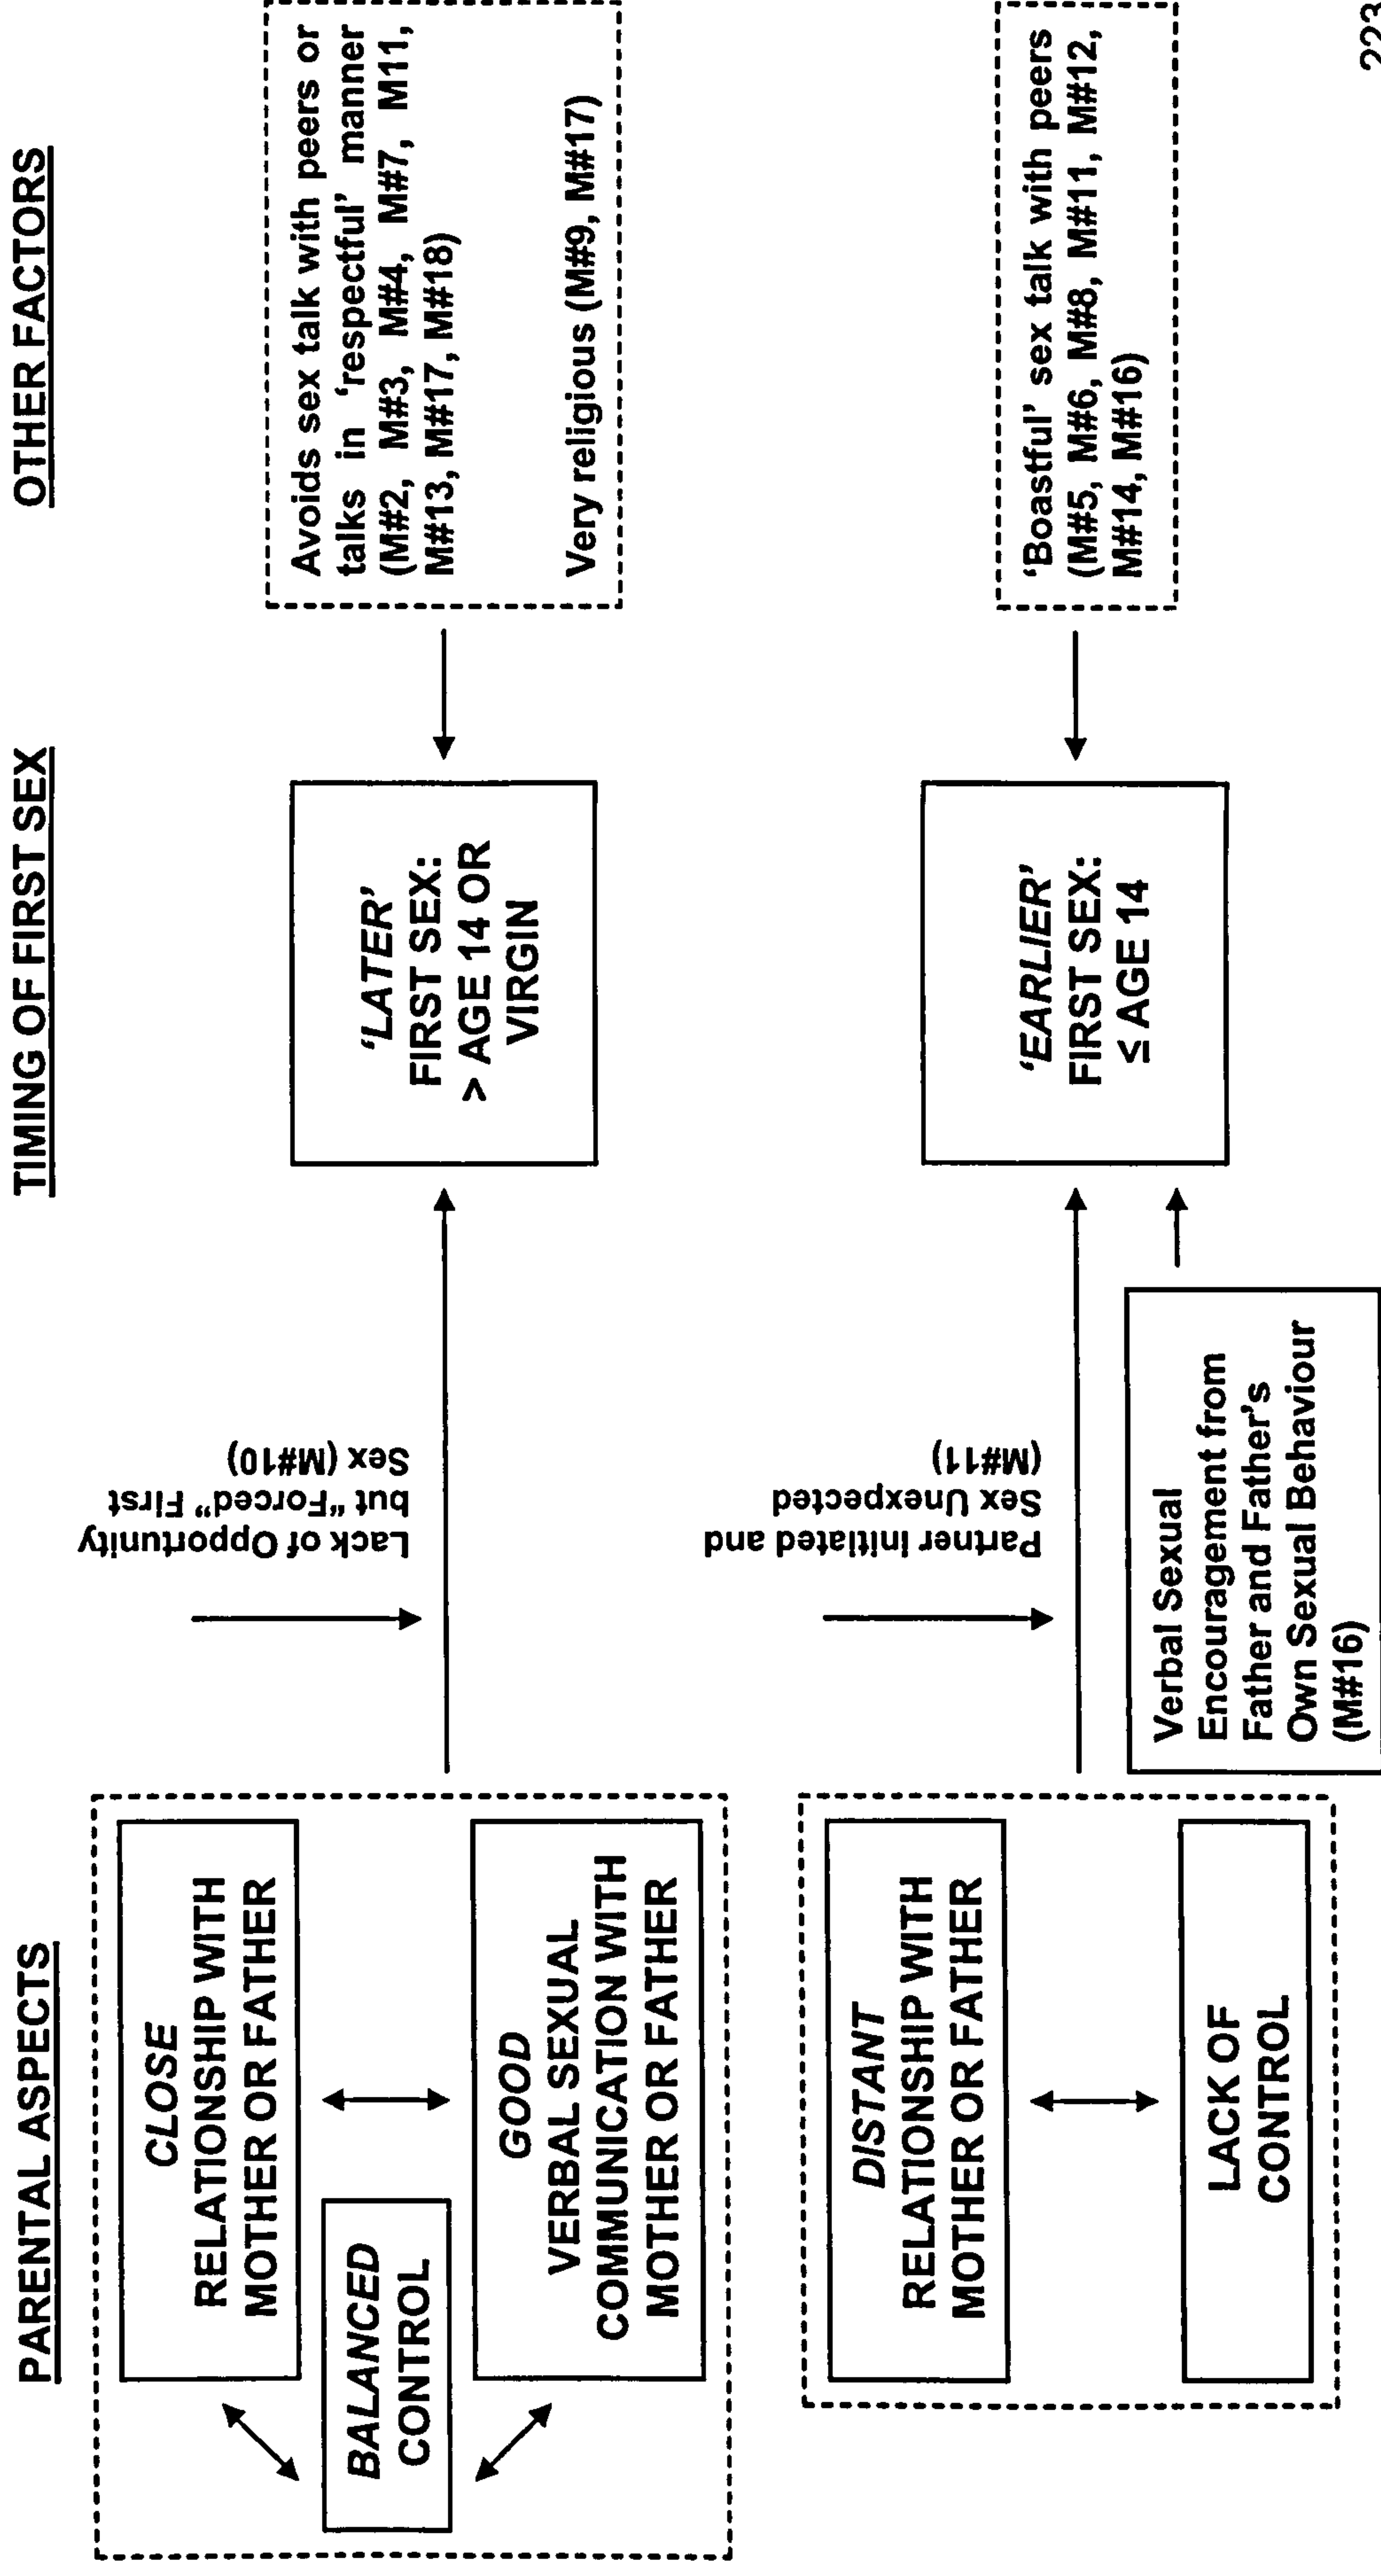 PARENTAL ASPECTS
TIMING OF FIRST SEX
OTHER FACTORS
CLOSE
RELATIONSHIP WITH
MOTHER OR FATHER
BALANCED
CONTROL
GOOD
VERBAL SEXUAL
COMMUNICATION WITH
MOTHER OR FATHER
Lack of Opportunity
but “Forced” First
Sex (M#10)
‘LATER’
FIRST SEX:
> AGE 14 OR
VIRGIN
Avoids sex talk with peers or
talks in ‘respectful’ manner
(M#2, M#3, M#4, M#7, M11,
M#13, M#17, M#18)
Very religious (M#9, M#17)
DISTANT
RELATIONSHIP WITH
MOTHER OR FATHER
LACK OF
CONTROL
Partner initiated and
Sex Unexpected
(M#11)
Verbal Sexual
Encouragement from
Father and Father's
Own Sexual Behaviour
(M#16)
‘EARLIER’
FIRST SEX:
≤ AGE 14
‘Boastful’ sex talk with peers
(M#5, M#6, M#8, M#11, M#12,
M#14, M#16)
223